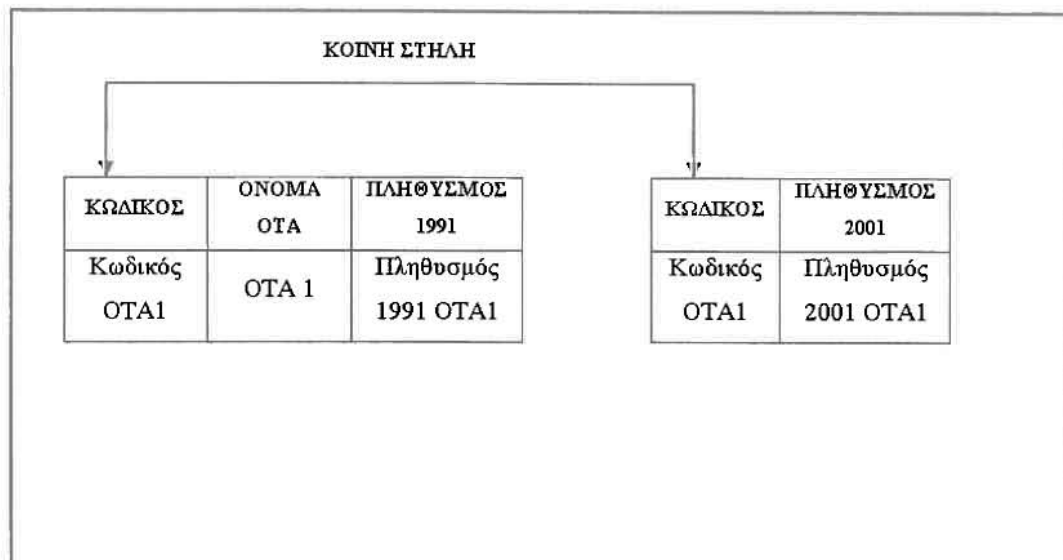 ΚΟΙΝΗ ΣΤΗΛΗ
ΚΩΔΙΚΟΣ
ΟΝΟΜΑ
ΟΤΑ
ΠΛΗΘΥΣΜΟΣ
1991
Κωδικός
ΟΤΑ1
ΟΤΑ 1
Πληθυσμός
1991 ΟΤΑ1
ΚΩΔΙΚΟΣ
ΠΛΗΘΥΣΜΟΣ
2001
Κωδικός
ΟΤΑ1
Πληθυσμός
2001 ΟΤΑ1